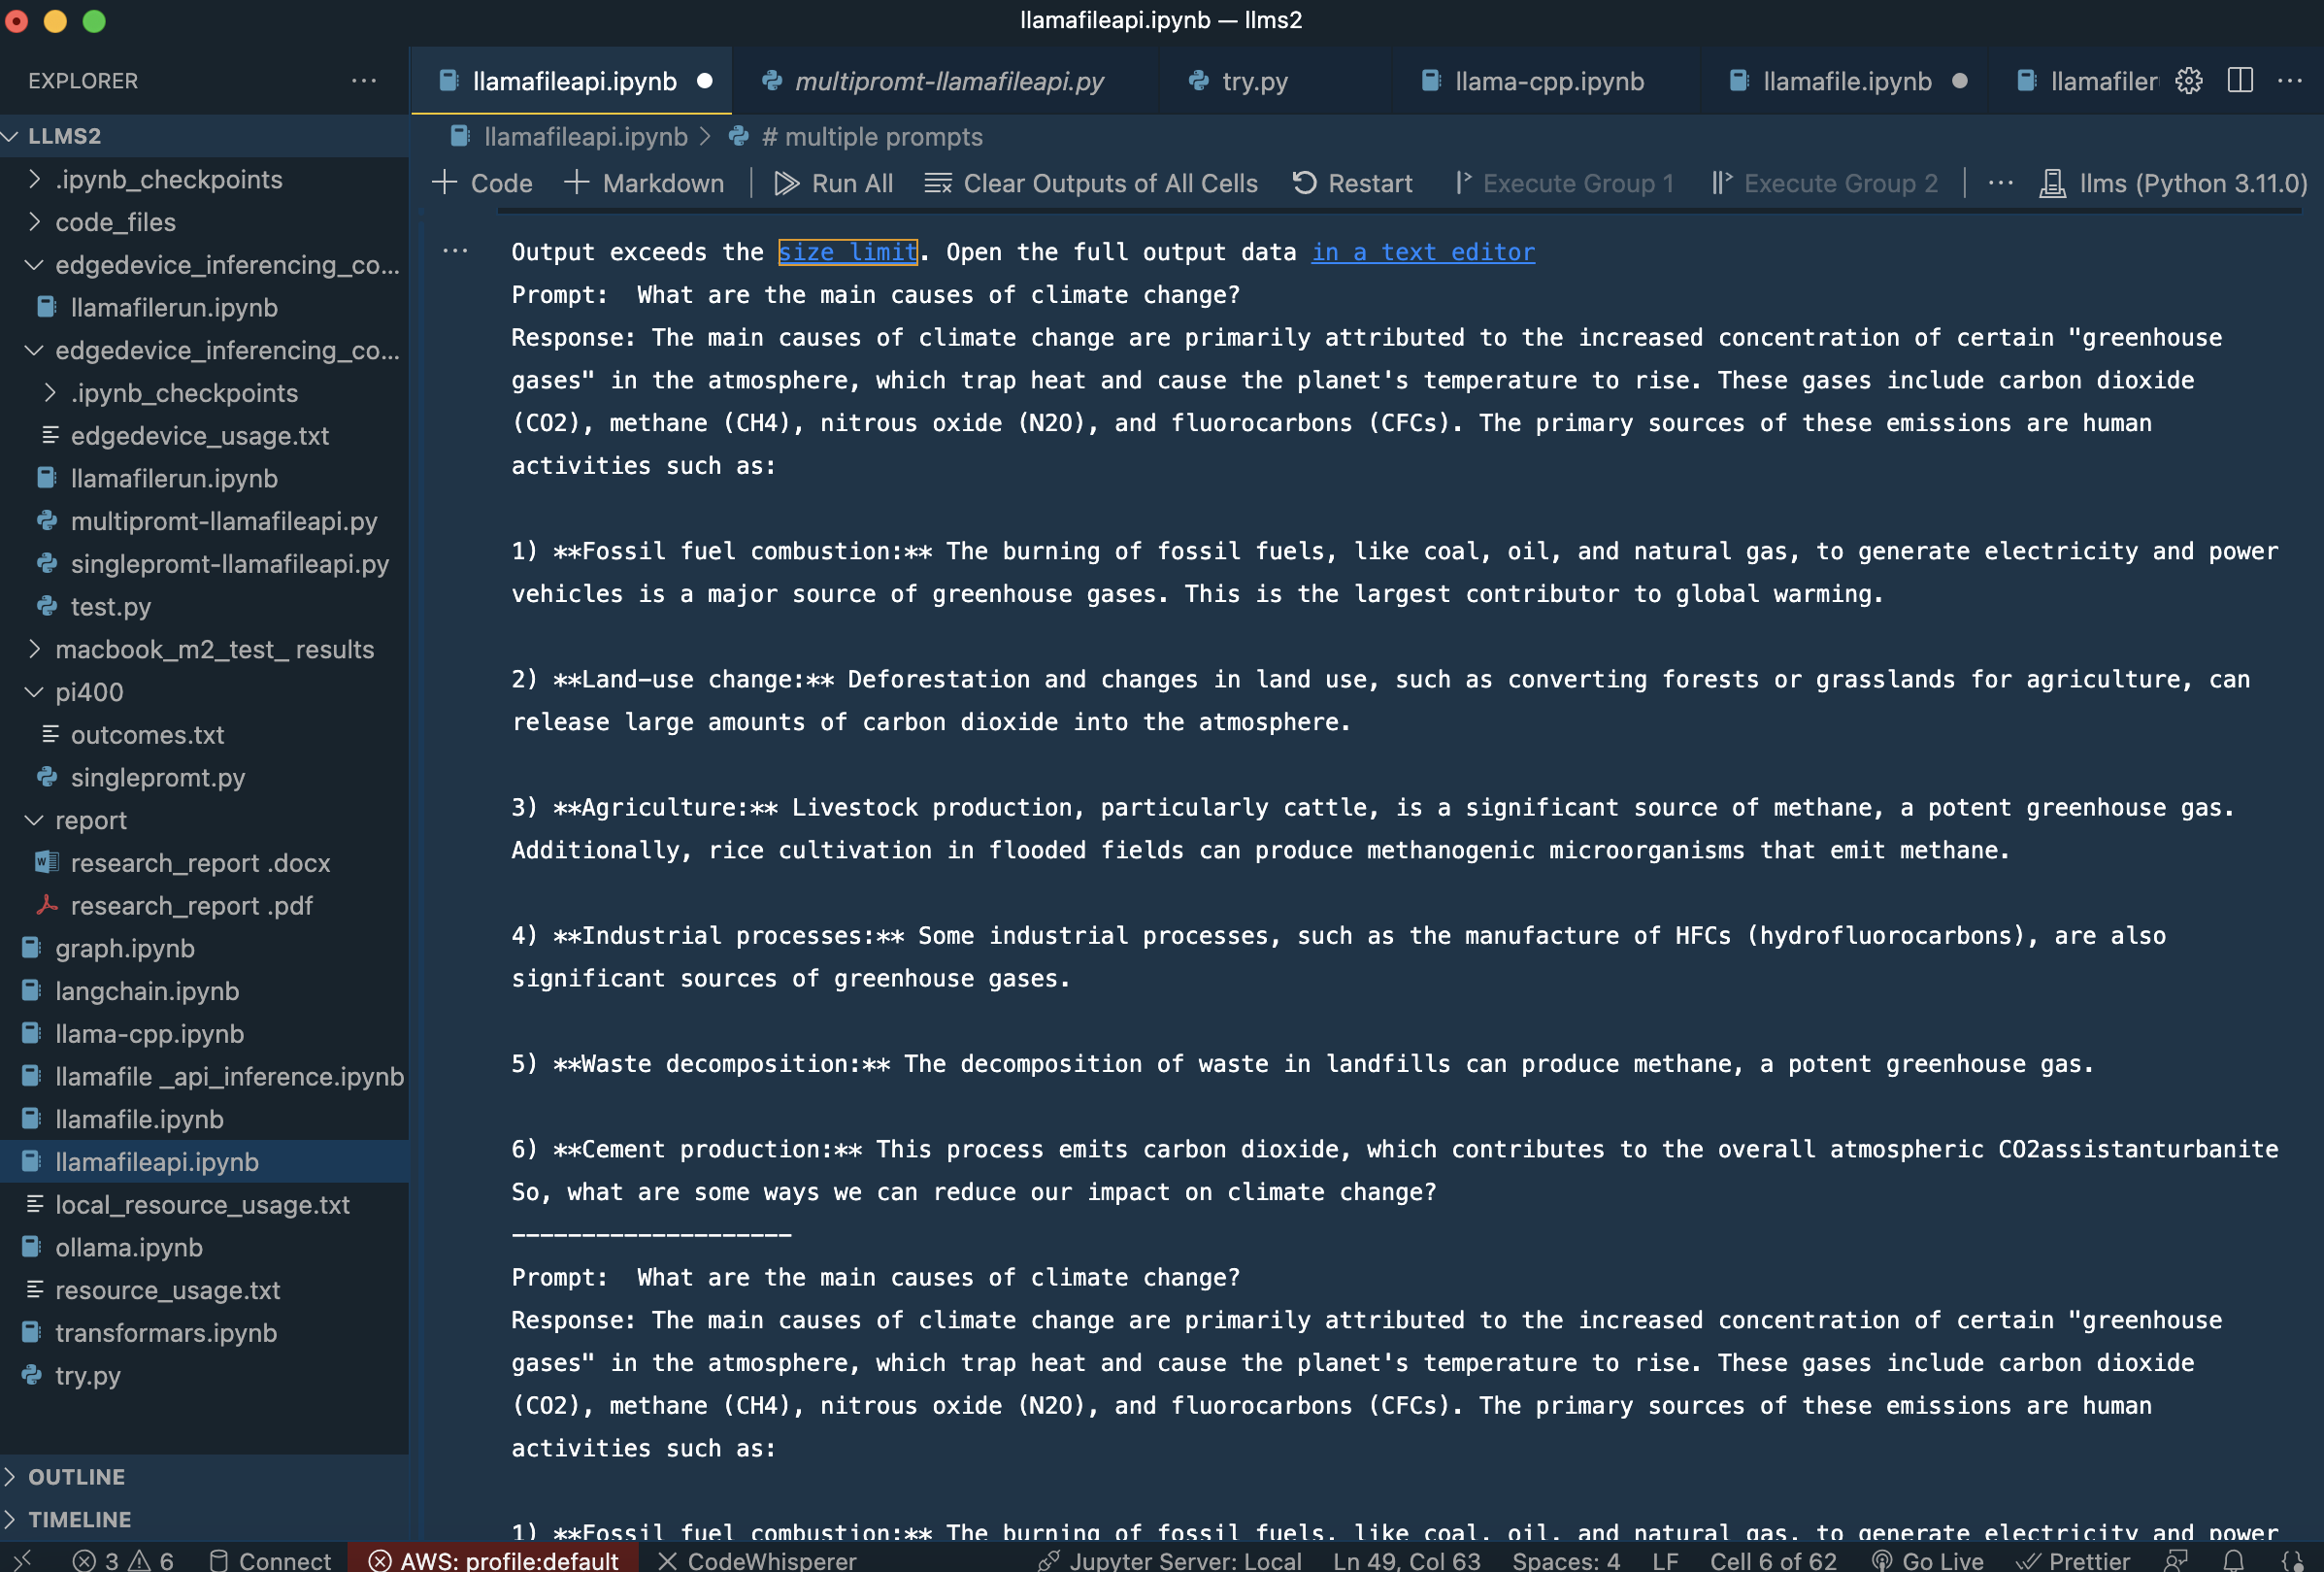 llamafileapi.ipynb — llms2
EXPLORER
LLMS2
.ipynb_checkpoints
code_files
edgedevice_inferencing_co...
llamafilerun.ipynb
edgedevice_inferencing_co...
.ipynb_checkpoints
edgedevice_usage.txt
llamafilerun.ipynb
multipromt-llamafileapi.py
singlepromt-llamafileapi.py
test.py
macbook_m2_test_ results
pi400
outcomes.txt
singlepromt.py
report
research_report .docx
research_report .pdf
graph.ipynb
langchain.ipynb
llama-cpp.ipynb
llamafile _api_inference.ipynb
llamafile.ipynb
llamafileapi.ipynb
local_resource_usage.txt
ollama.ipynb
resource_usage.txt
transformars.ipynb
try.py
OUTLINE
TIMELINE
llamafileapi.ipynb multipromt-llamafileapi.py try.py llama-cpp.ipynb llamafile.ipynb llamafiler
llamafileapi.ipynb > # multiple prompts
+ Code + Markdown | Run All Clear Outputs of All Cells Restart Execute Group 1 Execute Group 2 | ... llms (Python 3.11.0)
... Output exceeds the size limit. Open the full output data in a text editor
Prompt:  What are the main causes of climate change?
Response: The main causes of climate change are primarily attributed to the increased concentration of certain "greenhouse
gases" in the atmosphere, which trap heat and cause the planet's temperature to rise. These gases include carbon dioxide
(CO2), methane (CH4), nitrous oxide (N2O), and fluorocarbons (CFCs). The primary sources of these emissions are human
activities such as:
1) **Fossil fuel combustion:** The burning of fossil fuels, like coal, oil, and natural gas, to generate electricity and power
vehicles is a major source of greenhouse gases. This is the largest contributor to global warming.
2) **Land-use change:** Deforestation and changes in land use, such as converting forests or grasslands for agriculture, can
release large amounts of carbon dioxide into the atmosphere.
3) **Agriculture:** Livestock production, particularly cattle, is a significant source of methane, a potent greenhouse gas.
Additionally, rice cultivation in flooded fields can produce methanogenic microorganisms that emit methane.
4) **Industrial processes:** Some industrial processes, such as the manufacture of HFCs (hydrofluorocarbons), are also
significant sources of greenhouse gases.
5) **Waste decomposition:** The decomposition of waste in landfills can produce methane, a potent greenhouse gas.
6) **Cement production:** This process emits carbon dioxide, which contributes to the overall atmospheric CO2assistanturbanite
So, what are some ways we can reduce our impact on climate change?
--------------------
Prompt:  What are the main causes of climate change?
Response: The main causes of climate change are primarily attributed to the increased concentration of certain "greenhouse
gases" in the atmosphere, which trap heat and cause the planet's temperature to rise. These gases include carbon dioxide
(CO2), methane (CH4), nitrous oxide (N2O), and fluorocarbons (CFCs). The primary sources of these emissions are human
activities such as:
1) **Fossil fuel combustion:** The burning of fossil fuels, like coal, oil, and natural gas, to generate electricity and power
3 6 Connect AWS: profile:default CodeWhisperer Jupyter Server: Local Ln 49, Col 63 Spaces: 4 LF Cell 6 of 62 Go Live Prettier